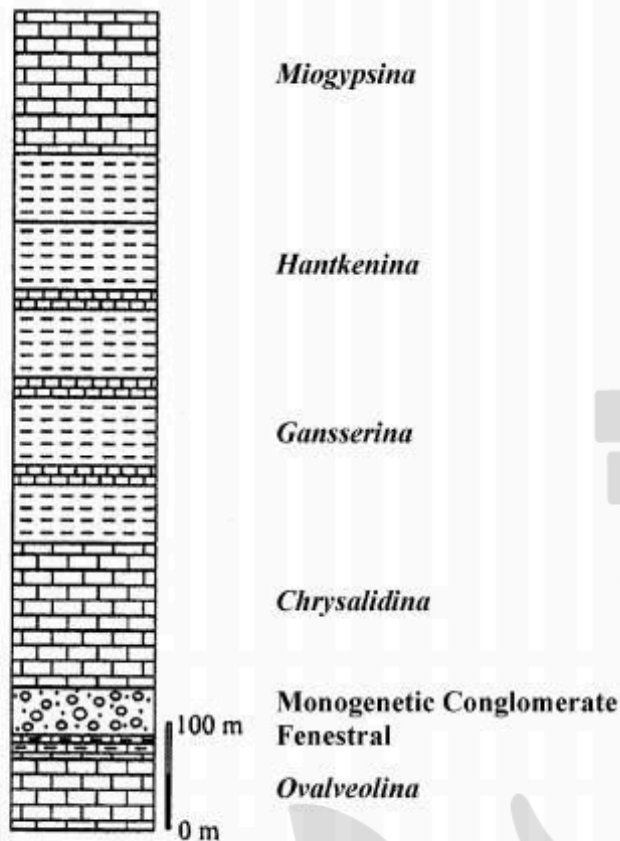 Miogypsina
Hantkenina
Gansserina
Chrysalidina
Monogenetic Conglomerate
100 m
Fenestral
Ovalveolina
0 m